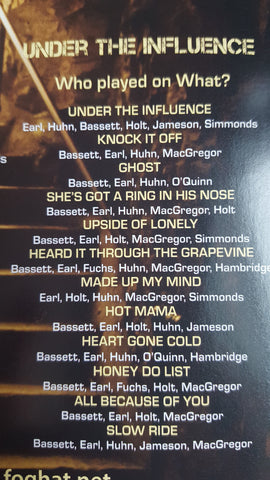 UNDER THE INFLUENCE
Who played on What?
UNDER THE INFLUENCE
Earl, Huhn, Bassett, Holt, Jameson, Simmonds
KNOCK IT OFF
Bassett, Earl, Huhn, MacGregor
GHOST
Bassett, Earl, Huhn, O'Quinn
SHE'S GOT A RING IN HIS NOSE
Bassett, Earl, Huhn, MacGregor, Holt
UPSIDE OF LONELY
Bassett, Earl, Holt, MacGregor, Simmonds
HEARD IT THROUGH THE GRAPEVINE
Bassett, Earl, Fuchs, Huhn, MacGregor, Hambridge
MADE UP MY MIND
Earl, Holt, Huhn, MacGregor, Simmonds
HOT MAMA
Bassett, Earl, Holt, Huhn, Jameson
HEART GONE COLD
Bassett, Earl, Huhn, O'Quinn, Hambridge
HONEY DO LIST
Bassett, Earl, Fuchs, Holt, MacGregor
ALL BECAUSE OF YOU
Bassett, Earl, Holt, MacGregor
SLOW RIDE
Bassett, Earl, Huhn, Jameson, MacGregor
foghat.net